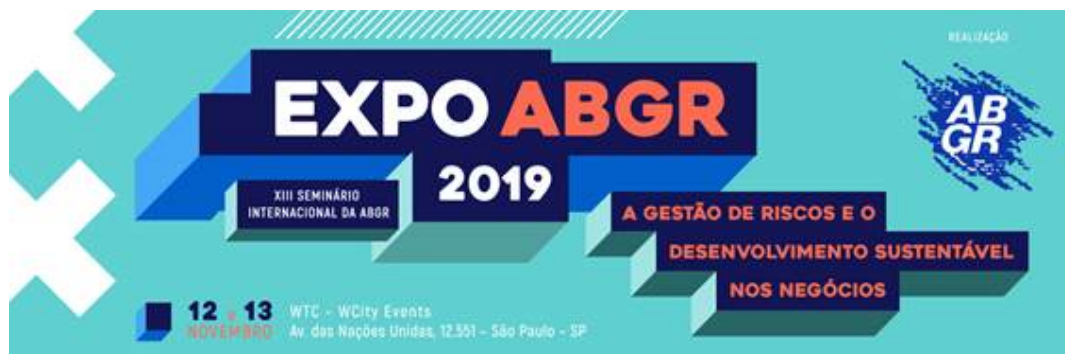 REALIZAÇÃO
EXPO ABGR
2019
AB
GR
XIII SEMINÁRIO
INTERNACIONAL DA ABGR
A GESTÃO DE RISCOS E O
DESENVOLVIMENTO SUSTENTÁVEL
NOS NEGÓCIOS
12 e 13
NOVEMBRO
WTC - WCity Events
Av. das Nações Unidas, 12.551 - São Paulo - SP